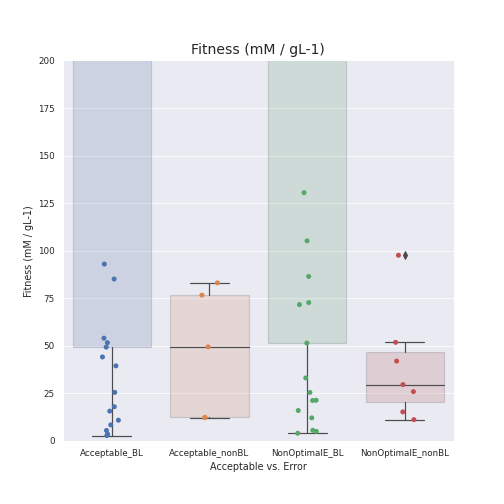 Fitness (mM / gL-1)
200
175
150
125
100
75
50
25
0
Fitness (mM / gL-1)
Acceptable_BL Acceptable_nonBL NonOptimalE_BL NonOptimalE_nonBL
Acceptable vs. Error